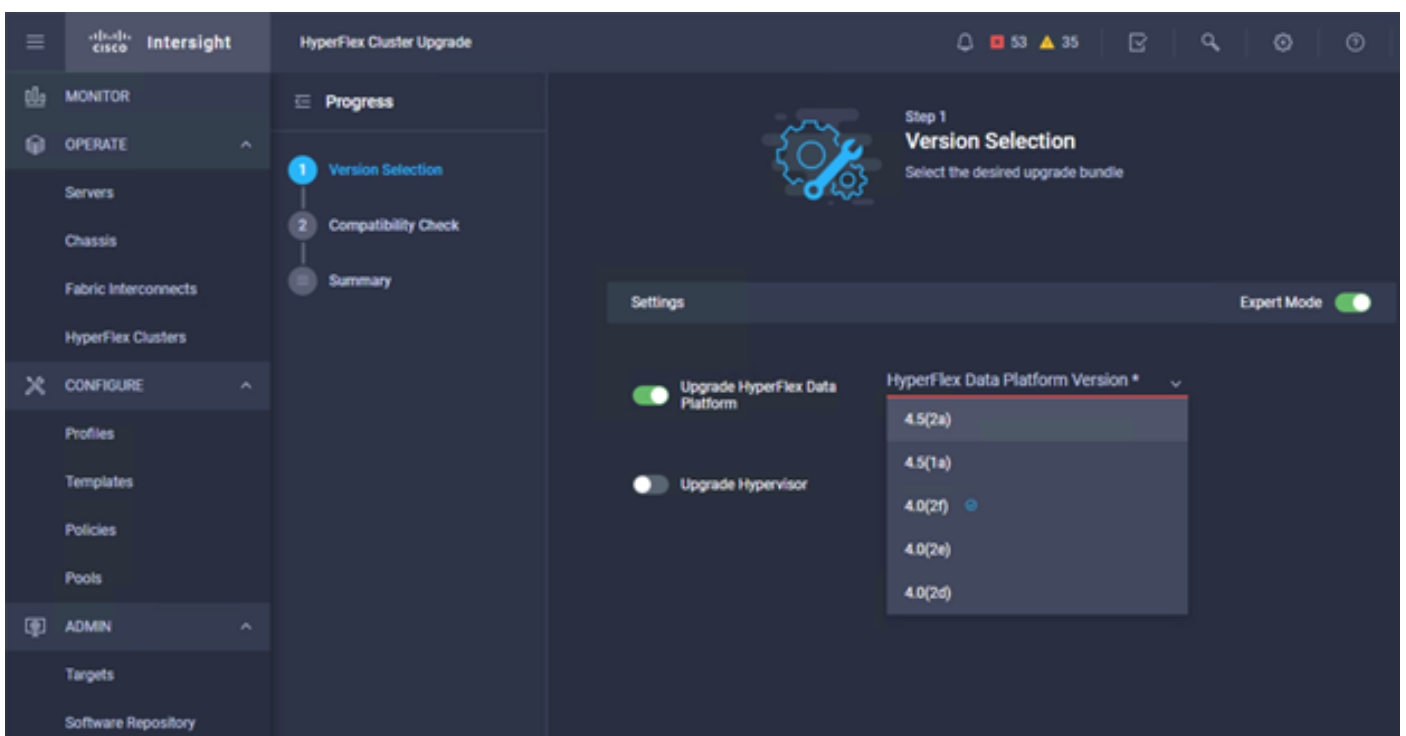 cisco Intersight
HyperFlex Cluster Upgrade
53 35
MONITOR
OPERATE
Servers
Chassis
Fabric Interconnects
HyperFlex Clusters
CONFIGURE
Profiles
Templates
Policies
Pools
ADMIN
Targets
Software Repository
Progress
1 Version Selection
2 Compatibility Check
Summary
Step 1
Version Selection
Select the desired upgrade bundle
Settings
Expert Mode
Upgrade HyperFlex Data
Platform
HyperFlex Data Platform Version *
4.5(2a)
4.5(1a)
4.0(2f)
4.0(2e)
4.0(2d)
Upgrade Hypervisor